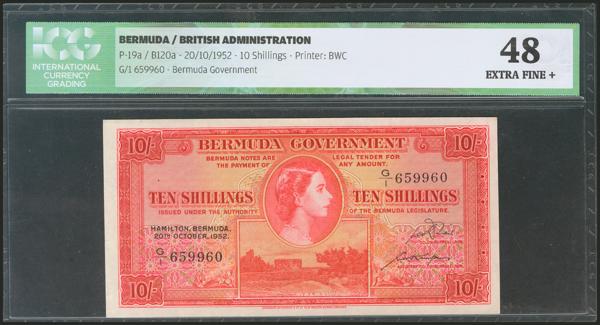 ICG
INTERNATIONAL
CURRENCY
GRADING
BERMUDA / BRITISH ADMINISTRATION
P-19a / B120a - 20/10/1952 - 10 Shillings - Printer: BWC
G/1 659960 - Bermuda Government
48
EXTRA FINE +
10/-
10/-
BERMUDA GOVERNMENT
BERMUDA NOTES ARE LEGAL TENDER FOR
THE PAYMENT OF ANY AMOUNT.
G/1 659960
TEN SHILLINGS
TEN SHILLINGS
ISSUED UNDER THE AUTHORITY OF THE BERMUDA LEGISLATURE.
HAMILTON, BERMUDA.
20TH OCTOBER, 1952.
G/1 659960
10/-
10/-